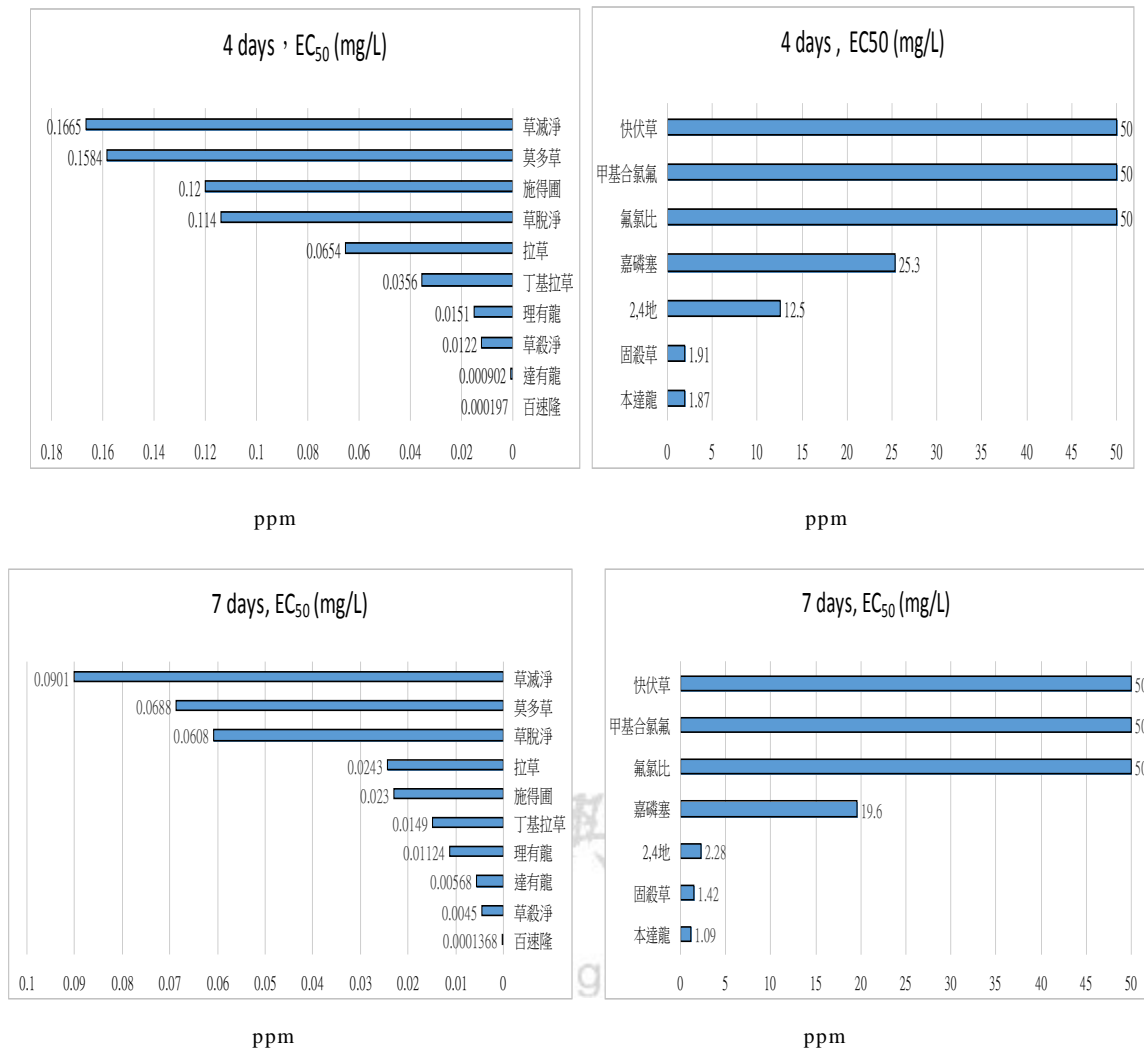 4 days，EC50 (mg/L)
0.1665 草滅淨
0.1584 莫多草
0.12 施得圃
0.114 草脫淨
0.0654 拉草
0.0356 丁基拉草
0.0151 理有龍
0.0122 草殺淨
0.000902 達有龍
0.000197 百速隆
0.18 0.16 0.14 0.12 0.1 0.08 0.06 0.04 0.02 0
ppm
4 days , EC50 (mg/L)
快伏草 50
甲基合氯氟 50
氟氯比 50
嘉磷塞 25.3
2,4地 12.5
固殺草 1.91
本達龍 1.87
0 5 10 15 20 25 30 35 40 45 50
ppm
7 days, EC50 (mg/L)
0.0901 草滅淨
0.0688 莫多草
0.0608 草脫淨
0.0243 拉草
0.023 施得圃
0.0149 丁基拉草
0.01124 理有龍
0.00568 達有龍
0.0045 草殺淨
0.0001368 百速隆
0.1 0.09 0.08 0.07 0.06 0.05 0.04 0.03 0.02 0.01 0
ppm
7 days, EC50 (mg/L)
快伏草 50
甲基合氯氟 50
氟氯比 50
嘉磷塞 19.6
2,4地 2.28
固殺草 1.42
本達龍 1.09
0 5 10 15 20 25 30 35 40 45 50
ppm